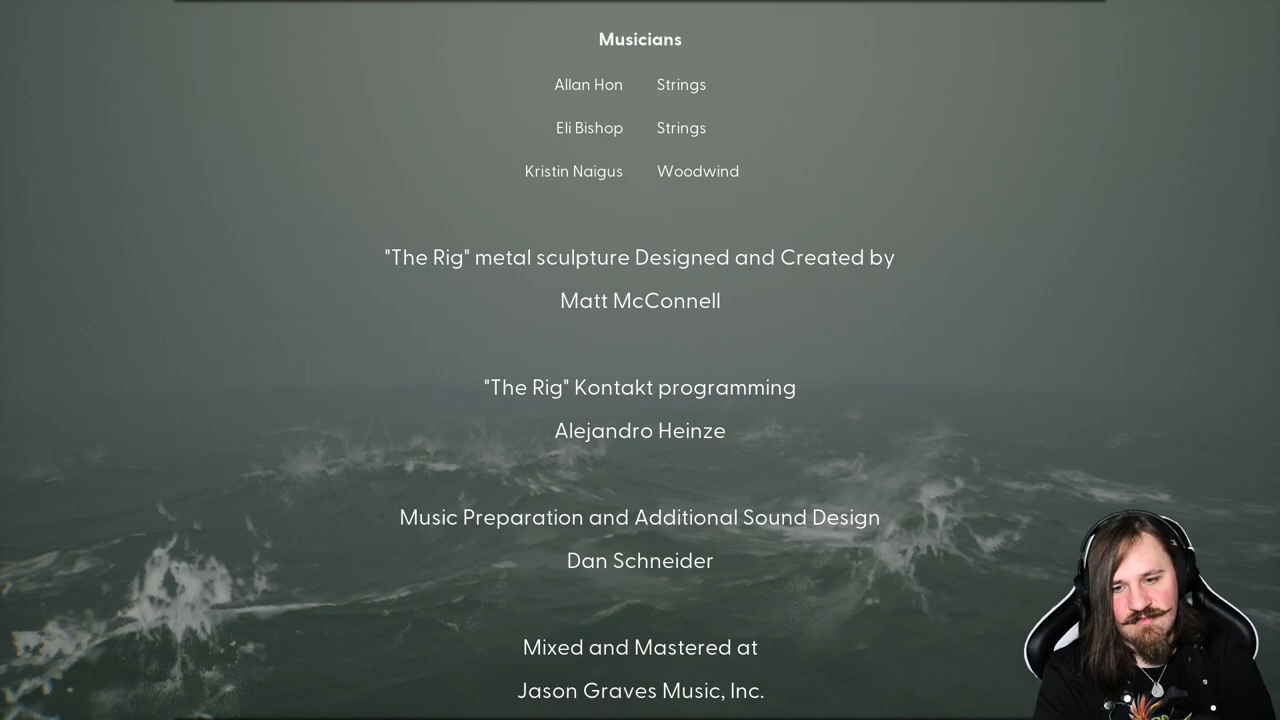 Musicians
Allan Hon Strings
Eli Bishop Strings
Kristin Naigus Woodwind
"The Rig" metal sculpture Designed and Created by
Matt McConnell
"The Rig" Kontakt programming
Alejandro Heinze
Music Preparation and Additional Sound Design
Dan Schneider
Mixed and Mastered at
Jason Graves Music, Inc.